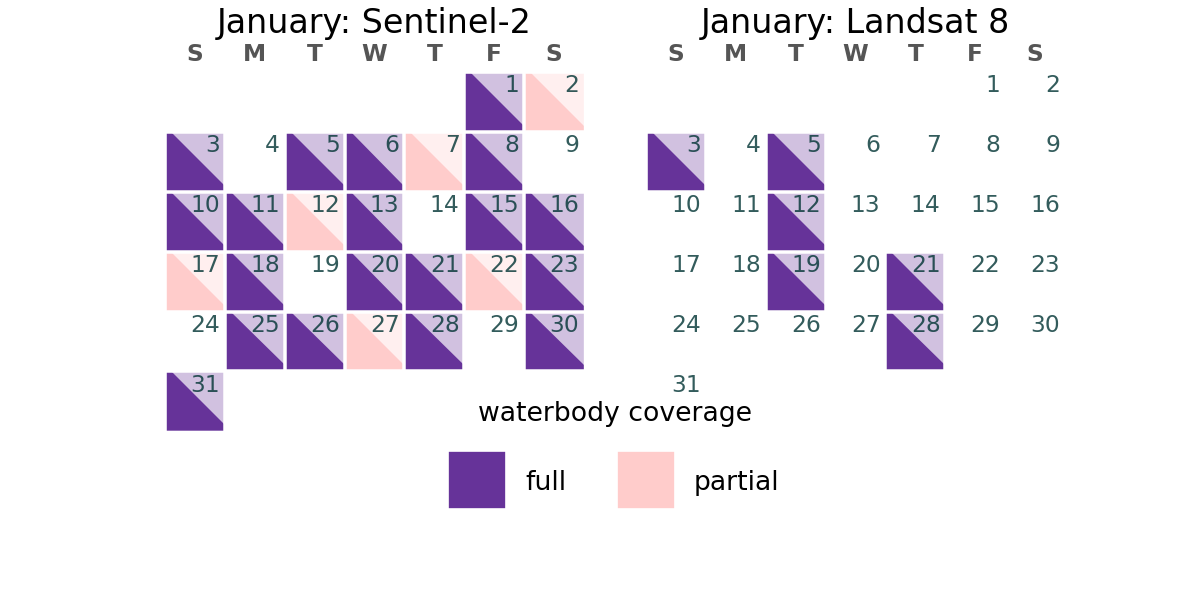 January: Sentinel-2
S M T W T F S
1 2
3 4 5 6 7 8 9
10 11 12 13 14 15 16
17 18 19 20 21 22 23
24 25 26 27 28 29 30
31
January: Landsat 8
S M T W T F S
1 2
3 4 5 6 7 8 9
10 11 12 13 14 15 16
17 18 19 20 21 22 23
24 25 26 27 28 29 30
31
waterbody coverage
full partial